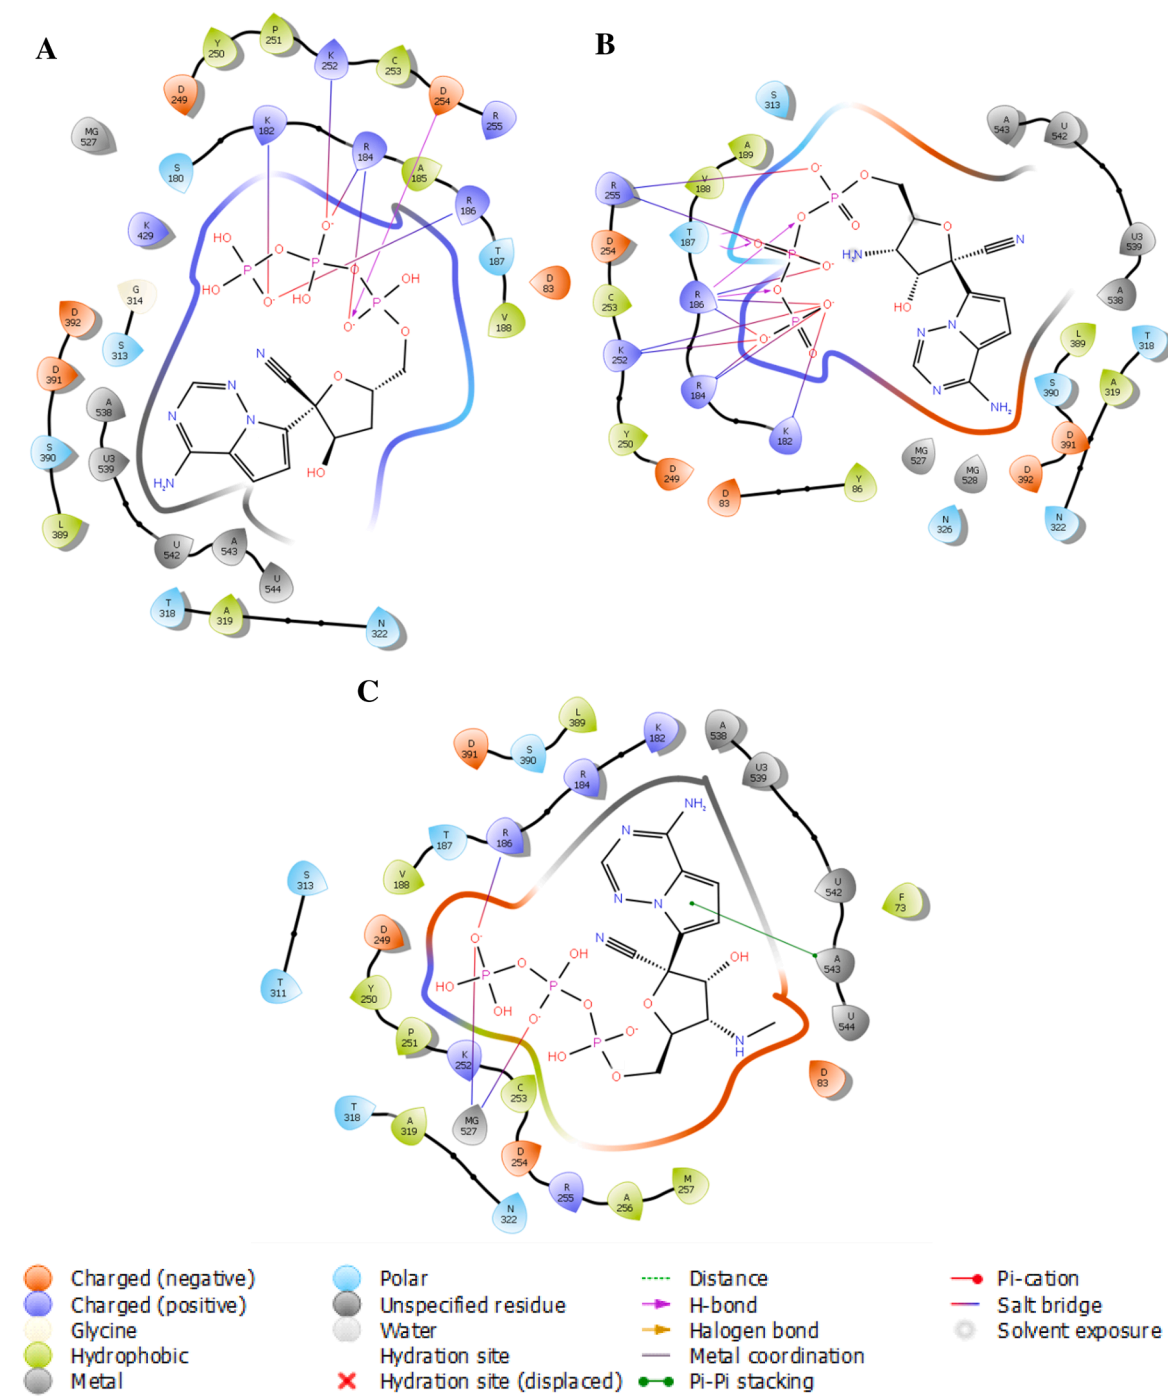 A
Y 250
P 251
K 252
C 253
D 254
R 255
D 249
MG 527
K 182
R 184
A 185
R 186
T 187
V 188
D 83
S 180
K 429
G 314
S 313
D 392
D 391
S 390
L 389
A 538
U3 539
U 542
A 543
U 544
T 318
A 319
N 322
HO
HO
P
O
O⁻
O⁻
P
HO
O
P
OH
O⁻
O
N
O
N
N
N
N
H₂N
HO
B
S 313
A 543
U 542
U3 539
A 538
A 189
V 188
T 187
R 186
R 184
K 182
R 255
D 254
C 253
K 252
Y 250
D 249
D 83
Y 86
MG 527
MG 528
N 326
L 389
S 390
D 391
D 392
T 318
A 319
N 322
O⁻
P
O
O
O
O
P
O⁻
O
O⁻
O⁻
P
O
H₂N
O
N
HO
N
N
N
N
NH₂
C
L 389
S 390
D 391
K 182
R 184
R 186
T 187
V 188
A 538
U3 539
U 542
A 543
U 544
F 73
D 83
S 313
T 311
D 249
Y 250
P 251
K 252
C 253
D 254
R 255
A 256
M 257
MG 527
T 318
A 319
N 322
NH₂
N
N
N
N
N
OH
O
N
H
O⁻
HO
P
OH
O
P
OH
O⁻
O
P
O⁻
HO
O
Charged (negative)
Charged (positive)
Glycine
Hydrophobic
Metal
Polar
Unspecified residue
Water
Hydration site
Hydration site (displaced)
Distance
H-bond
Halogen bond
Metal coordination
Pi-Pi stacking
Pi-cation
Salt bridge
Solvent exposure